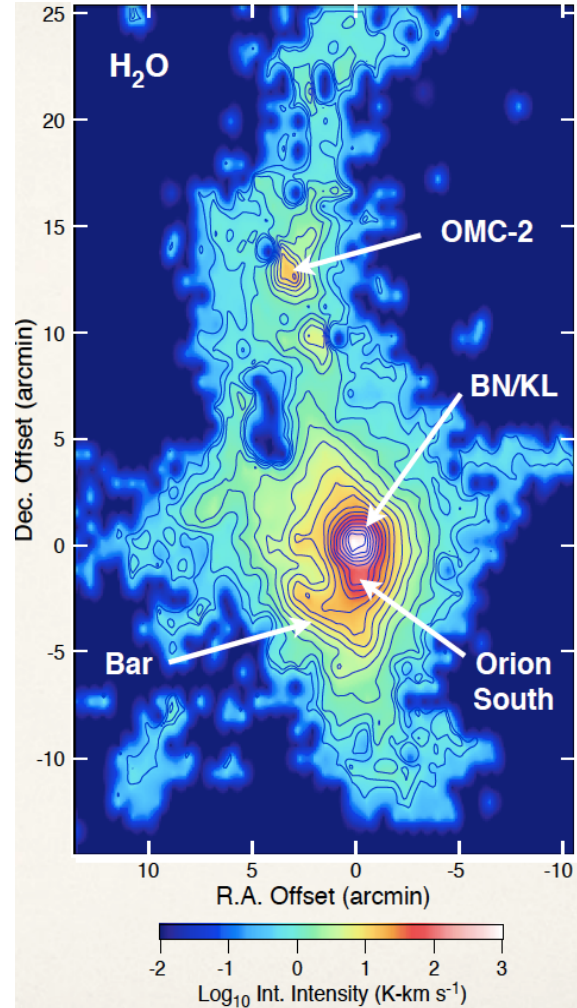 H₂O
OMC-2
BN/KL
Bar
Orion
South
25
20
15
10
5
0
-5
-10
Dec. Offset (arcmin)
10 5 0 -5 -10
R.A. Offset (arcmin)
-2 -1 0 1 2 3
Log₁₀ Int. Intensity (K-km s⁻¹)